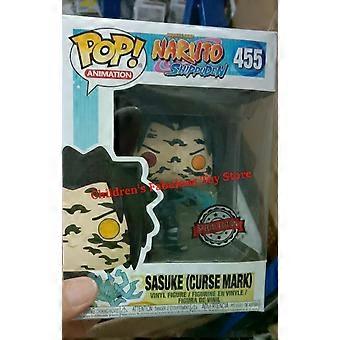 POP!
ANIMATION
NARUTO
SHIPPUDEN
455
Children's Fabulous Toy Store
SPECIAL EDITION
SASUKE (CURSE MARK)
VINYL FIGURE / FIGURINE EN VINYLE /
FIGURA DE VINIL